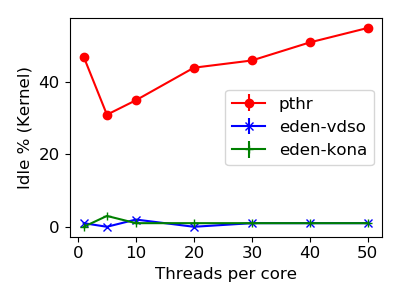 Idle % (Kernel)
40
20
0
pthr
eden-vdso
eden-kona
0 10 20 30 40 50
Threads per core